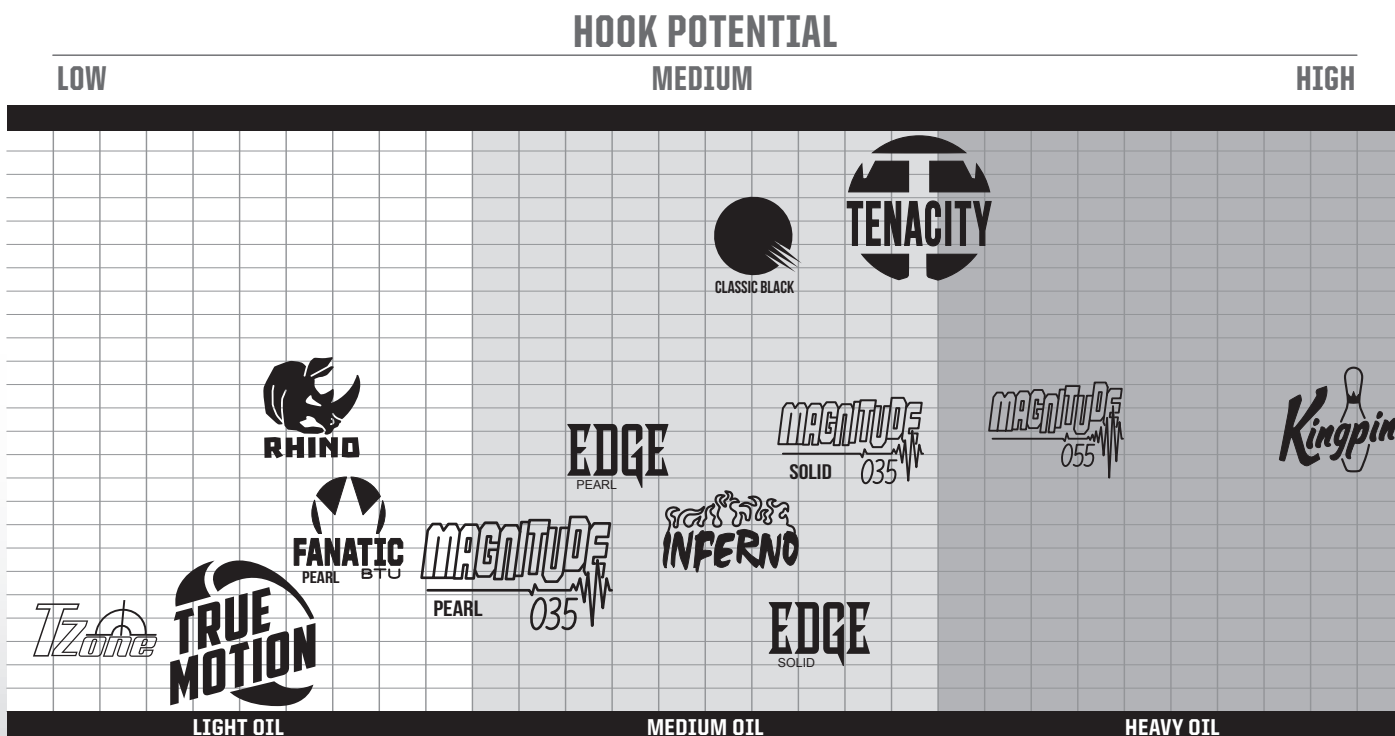 HOOK POTENTIAL
LOW MEDIUM HIGH
TENACITY
CLASSIC BLACK
RHINO
EDGE
PEARL
MAGNITUDE
SOLID 035
MAGNITUDE
055
Kingpin
FANATIC
PEARL BTU
MAGNITUDE
PEARL 035
INFERNO
TZone
TRUE
MOTION
EDGE
SOLID
LIGHT OIL MEDIUM OIL HEAVY OIL